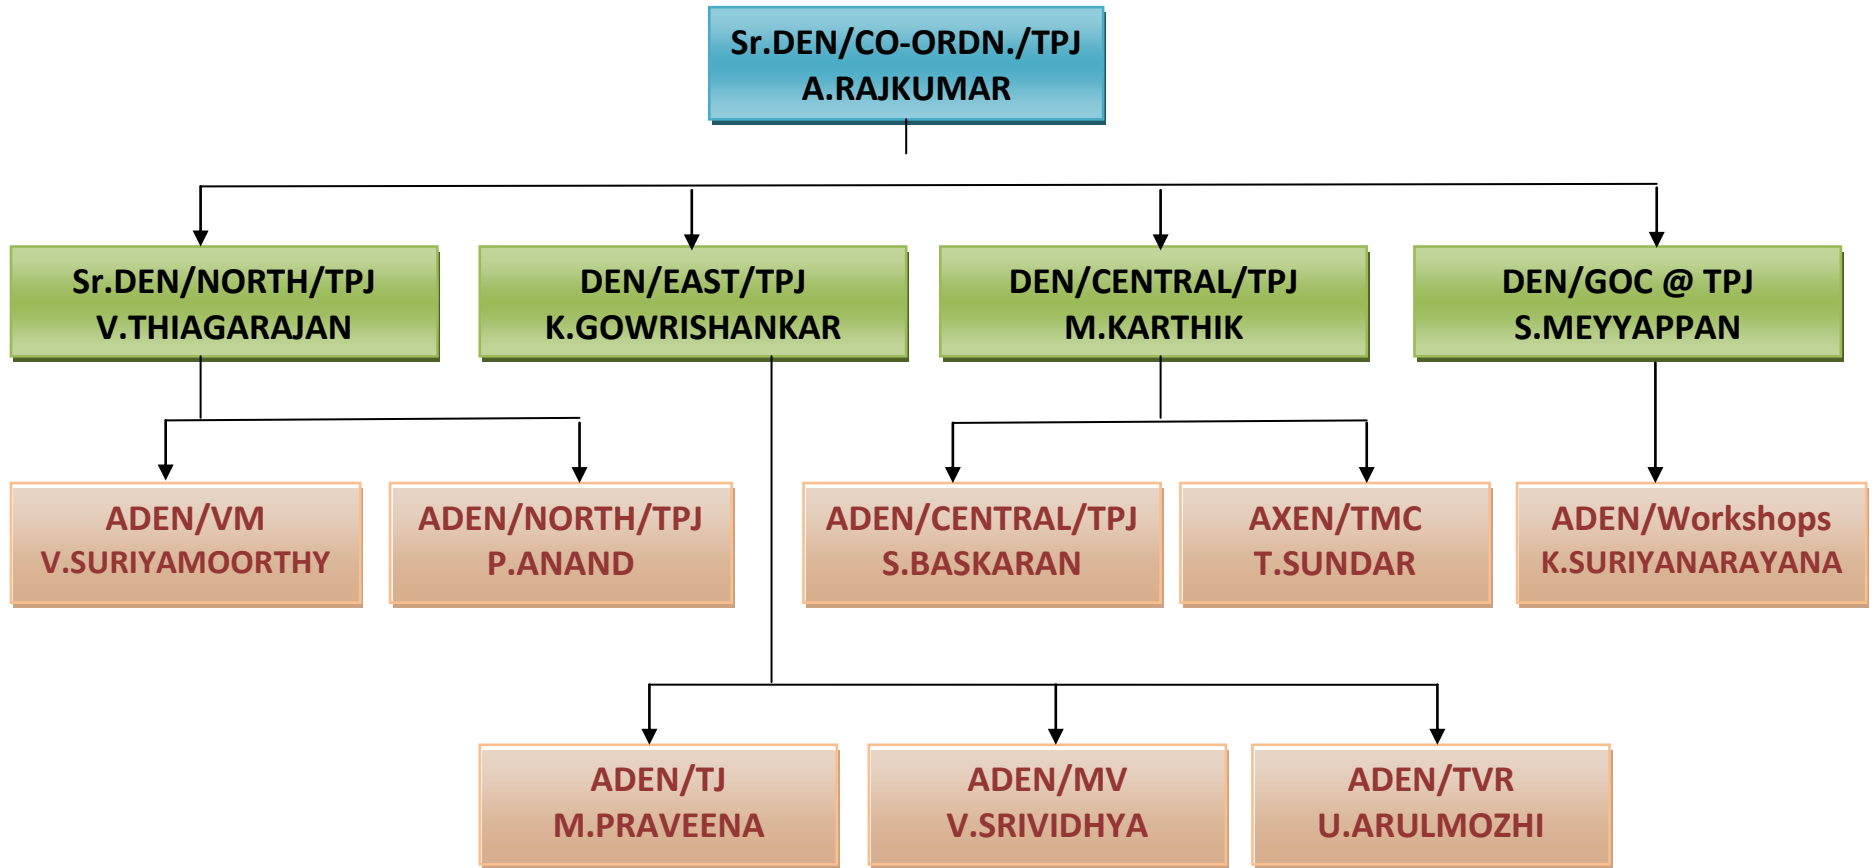 Sr.DEN/CO-ORDN./TPJ
A.RAJKUMAR
Sr.DEN/NORTH/TPJ
V.THIAGARAJAN
DEN/EAST/TPJ
K.GOWRISHANKAR
DEN/CENTRAL/TPJ
M.KARTHIK
DEN/GOC @ TPJ
S.MEYYAPPAN
ADEN/VM
V.SURIYAMOORTHY
ADEN/NORTH/TPJ
P.ANAND
ADEN/CENTRAL/TPJ
S.BASKARAN
AXEN/TMC
T.SUNDAR
ADEN/Workshops
K.SURIYANARAYANA
ADEN/TJ
M.PRAVEENA
ADEN/MV
V.SRIVIDHYA
ADEN/TVR
U.ARULMOZHI